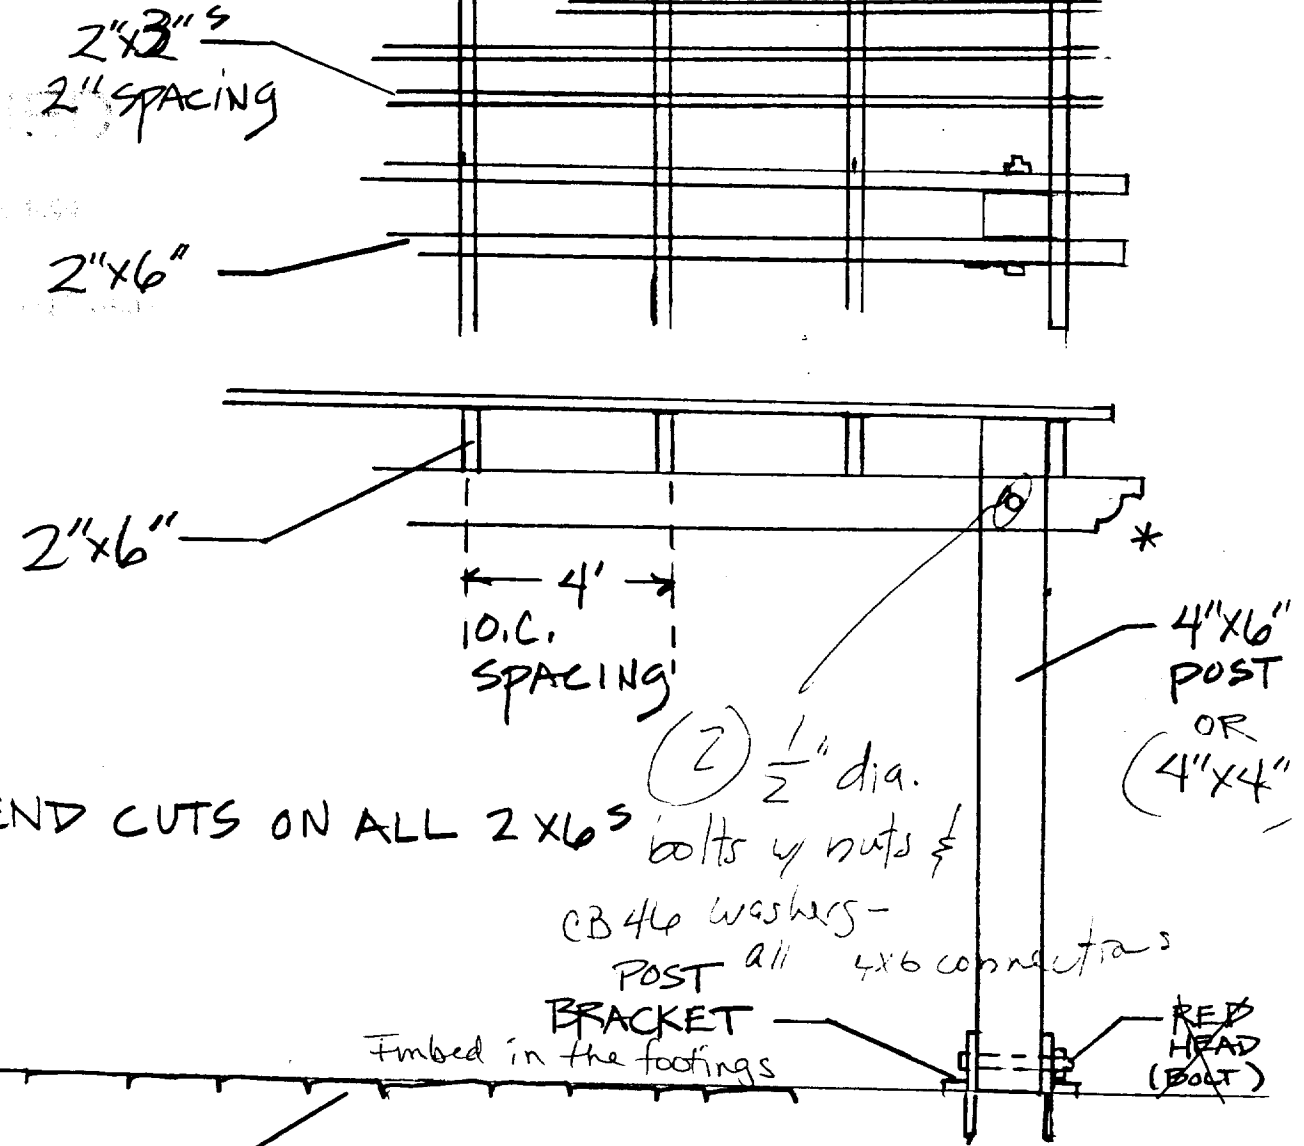 2"x3"s
2" SPACING
2"x6"
2"x6"
4'
O.C.
SPACING
*
4"x6"
POST
OR
(4"x4"
END CUTS ON ALL 2x6s
(2) 1/2" dia.
bolts w/ nuts &
washers -
all 4x6 connections
CB46
POST
BRACKET
Imbed in the footings
RED
HEAD
(BOLT)